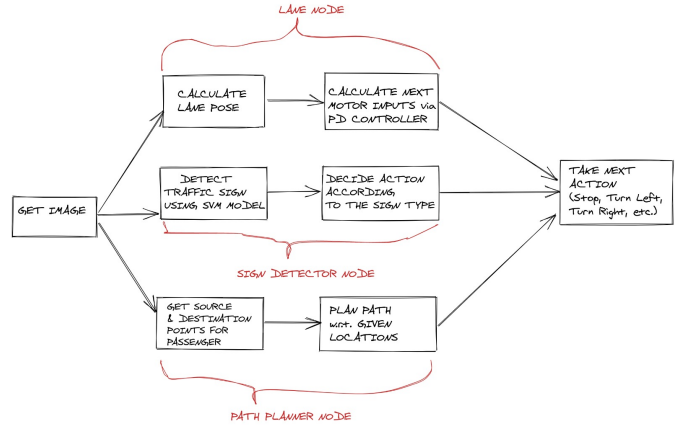 LANE NODE
CALCULATE
LANE POSE
CALCULATE NEXT
MOTOR INPUTS via
PD CONTROLLER
DETECT
TRAFFIC SIGN
USING SVM MODEL
DECIDE ACTION
ACCORDING
TO THE SIGN TYPE
TAKE NEXT
ACTION
(Stop, Turn Left,
Turn Right, etc.)
GET IMAGE
SIGN DETECTOR NODE
GET SOURCE
& DESTINATION
POINTS FOR
PASSENGER
PLAN PATH
w.r.t. GIVEN
LOCATIONS
PATH PLANNER NODE